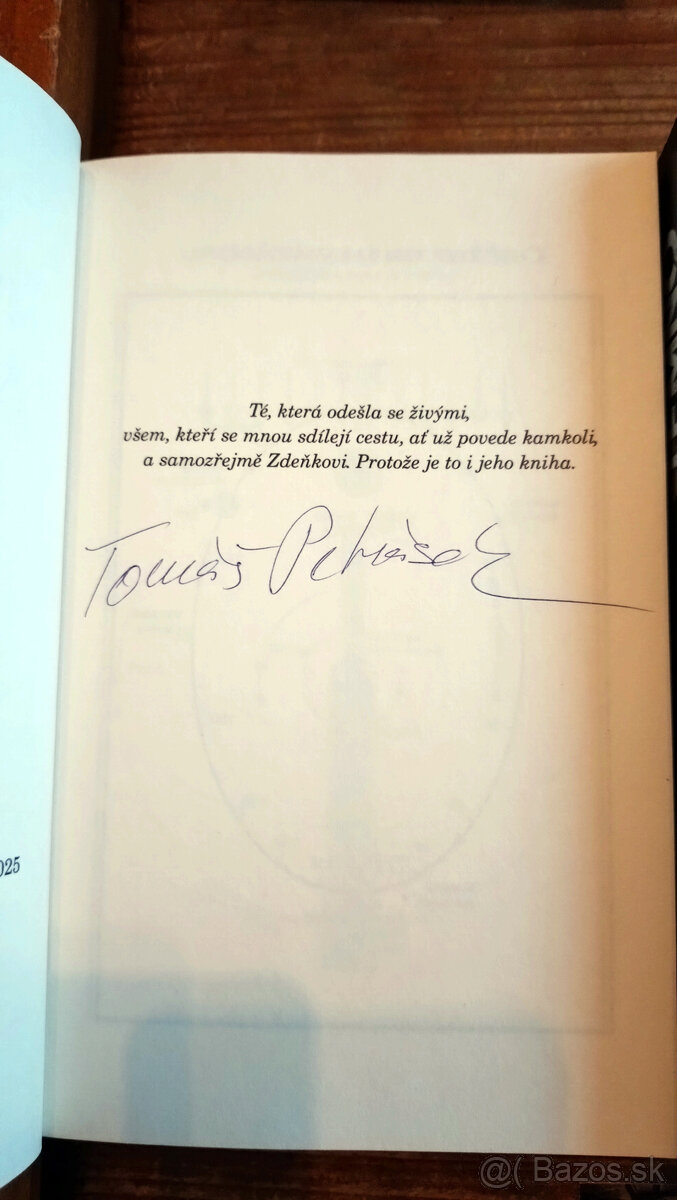 Té, která odešla se živými,
všem, kteří se mnou sdílejí cestu, ať už povede kamkoli,
a samozřejmě Zdeňkovi. Protože je to i jeho kniha.
Tomáš Petrásek
025
@( Bazos.sk